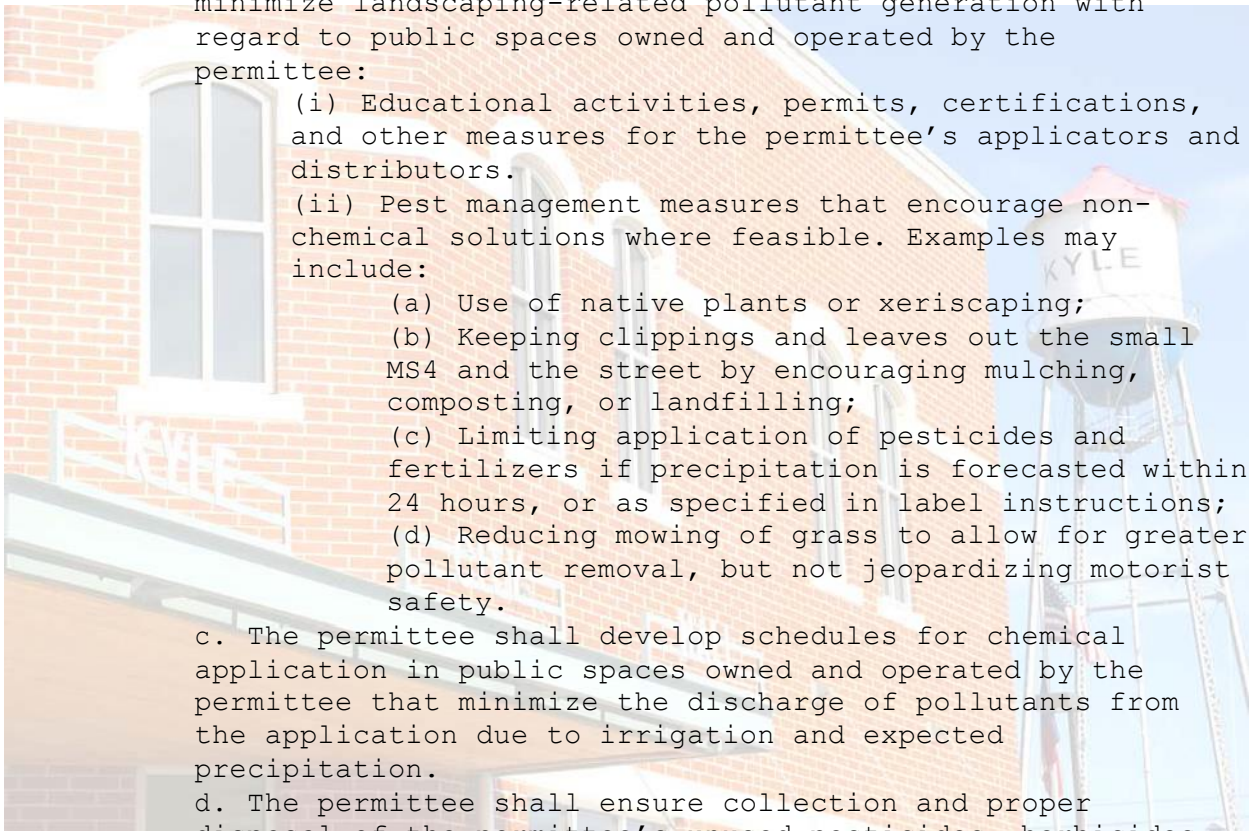 minimize landscaping-related pollutant generation with
regard to public spaces owned and operated by the
permittee:
(i) Educational activities, permits, certifications,
and other measures for the permittee’s applicators and
distributors.
(ii) Pest management measures that encourage non-
chemical solutions where feasible. Examples may
include:
(a) Use of native plants or xeriscaping;
(b) Keeping clippings and leaves out the small
MS4 and the street by encouraging mulching,
composting, or landfilling;
(c) Limiting application of pesticides and
fertilizers if precipitation is forecasted within
24 hours, or as specified in label instructions;
(d) Reducing mowing of grass to allow for greater
pollutant removal, but not jeopardizing motorist
safety.
c. The permittee shall develop schedules for chemical
application in public spaces owned and operated by the
permittee that minimize the discharge of pollutants from
the application due to irrigation and expected
precipitation.
d. The permittee shall ensure collection and proper
disposal of the permittee’s unused pesticides, herbicides,
KYLE
KYLE